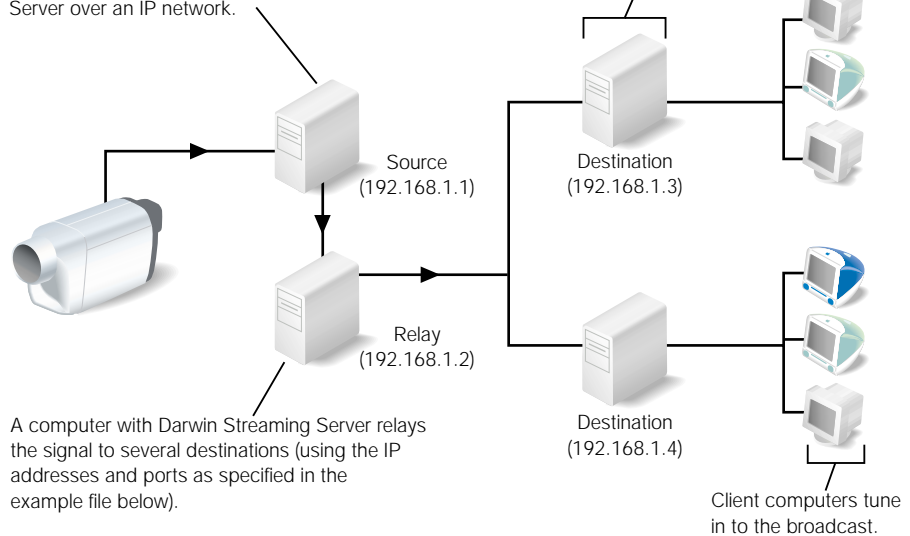 Server over an IP network.
Source
(192.168.1.1)
Destination
(192.168.1.3)
Relay
(192.168.1.2)
Destination
(192.168.1.4)
A computer with Darwin Streaming Server relays
the signal to several destinations (using the IP
addresses and ports as specified in the
example file below).
Client computers tune
in to the broadcast.